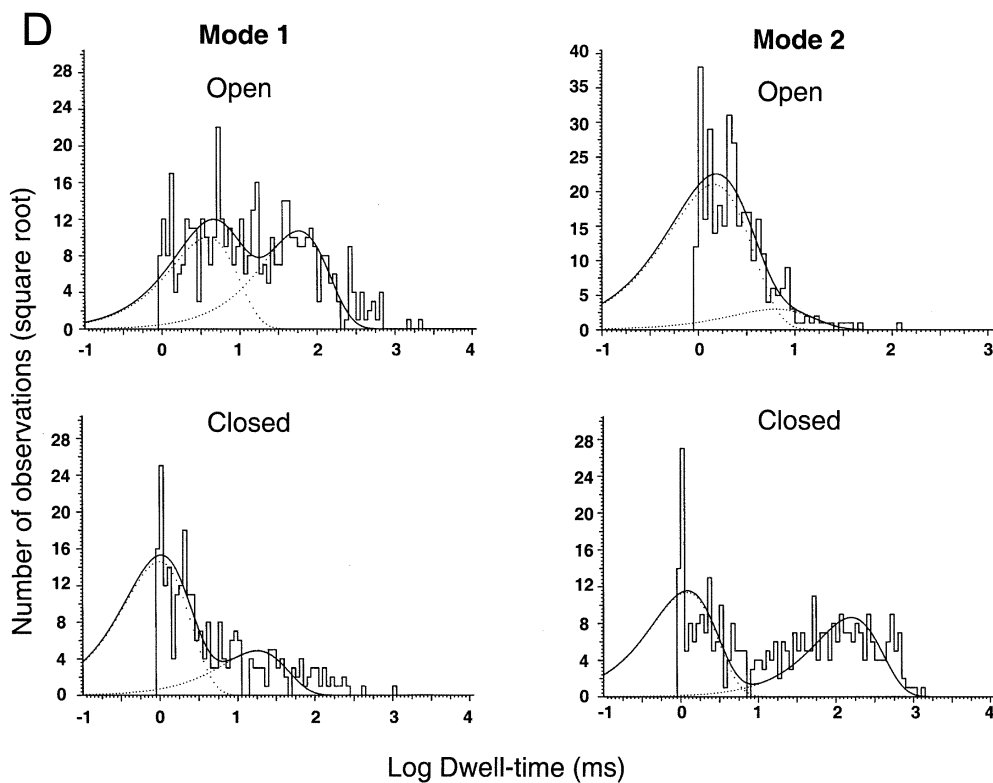 D
Mode 1
Mode 2
Open
Open
28
24
20
16
12
8
4
0
-1 0 1 2 3 4
40
35
30
25
20
15
10
5
0
-1 0 1 2 3
Number of observations (square root)
Closed
Closed
28
24
20
16
12
8
4
0
-1 0 1 2 3 4
28
24
20
16
12
8
4
0
-1 0 1 2 3 4
Log Dwell-time (ms)